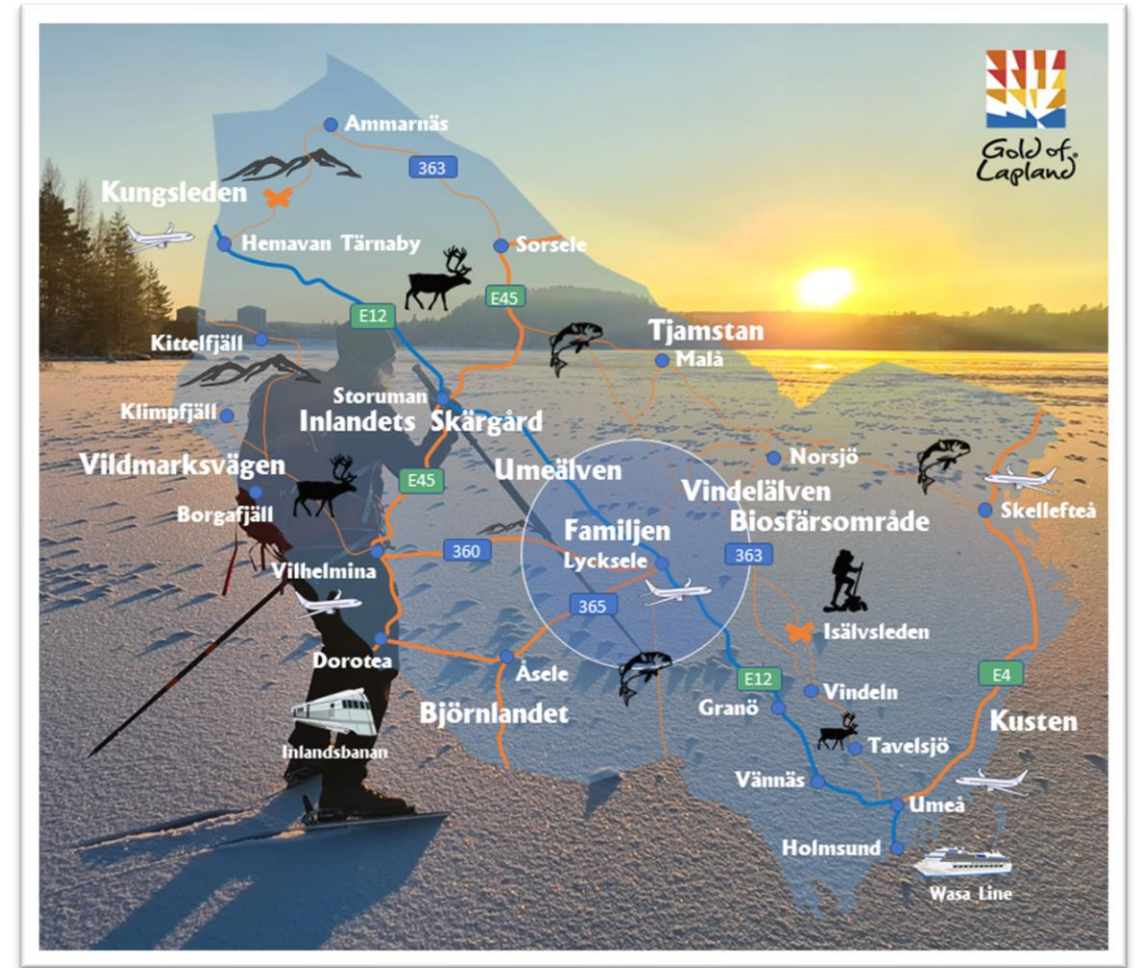 Gold of
Lapland
Ammarnäs
363
Kungsleden
Hemavan Tärnaby
Sorsele
E45
E12
Kittelfjäll
Tjamstan
Malå
Storuman
Klimpfjäll
Inlandets Skärgård
Vildmarksvägen
Umeälven
Norsjö
E45
Vindelälven
Biosfärsområde
Borgafjäll
Skellefteå
Familjen
Lycksele
360
363
Vilhelmina
365
Isälvsleden
Dorotea
Åsele
E12
E4
Vindeln
Granö
Björnlandet
Kusten
Tavelsjö
Inlandsbanan
Vännäs
Umeå
Holmsund
Wasa Line